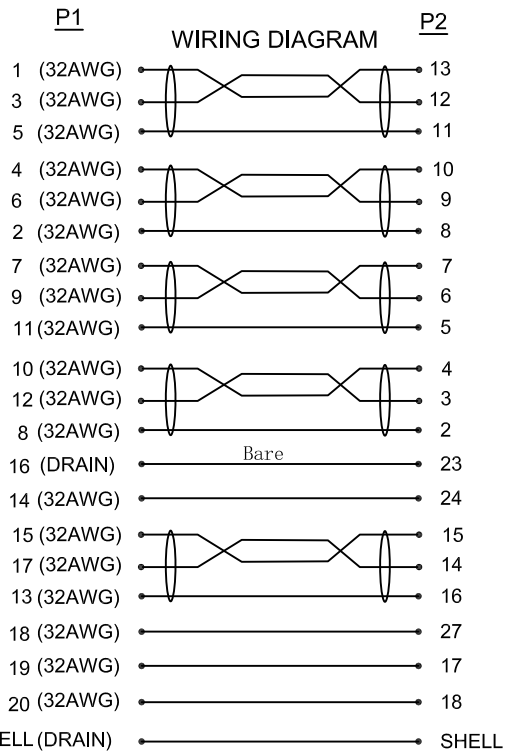 P1 P2
WIRING DIAGRAM
1 (32AWG) 13
3 (32AWG) 12
5 (32AWG) 11
4 (32AWG) 10
6 (32AWG) 9
2 (32AWG) 8
7 (32AWG) 7
9 (32AWG) 6
11 (32AWG) 5
10 (32AWG) 4
12 (32AWG) 3
8 (32AWG) 2
16 (DRAIN) Bare 23
14 (32AWG) 24
15 (32AWG) 15
17 (32AWG) 14
13 (32AWG) 16
18 (32AWG) 27
19 (32AWG) 17
20 (32AWG) 18
ELL (DRAIN) SHELL